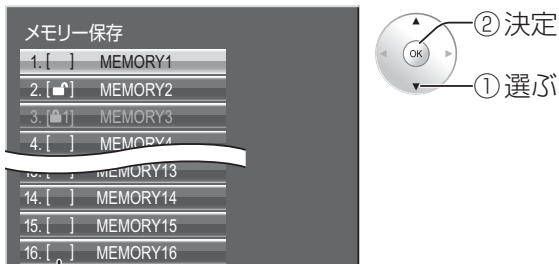 メモリー保存
1. [ ] MEMORY1
2. [ ] MEMORY2
3. [ 1] MEMORY3
4. [ ] MEMORY4
13. [ ] MEMORY13
14. [ ] MEMORY14
15. [ ] MEMORY15
16. [ ] MEMORY16
② 決定
OK
① 選ぶ